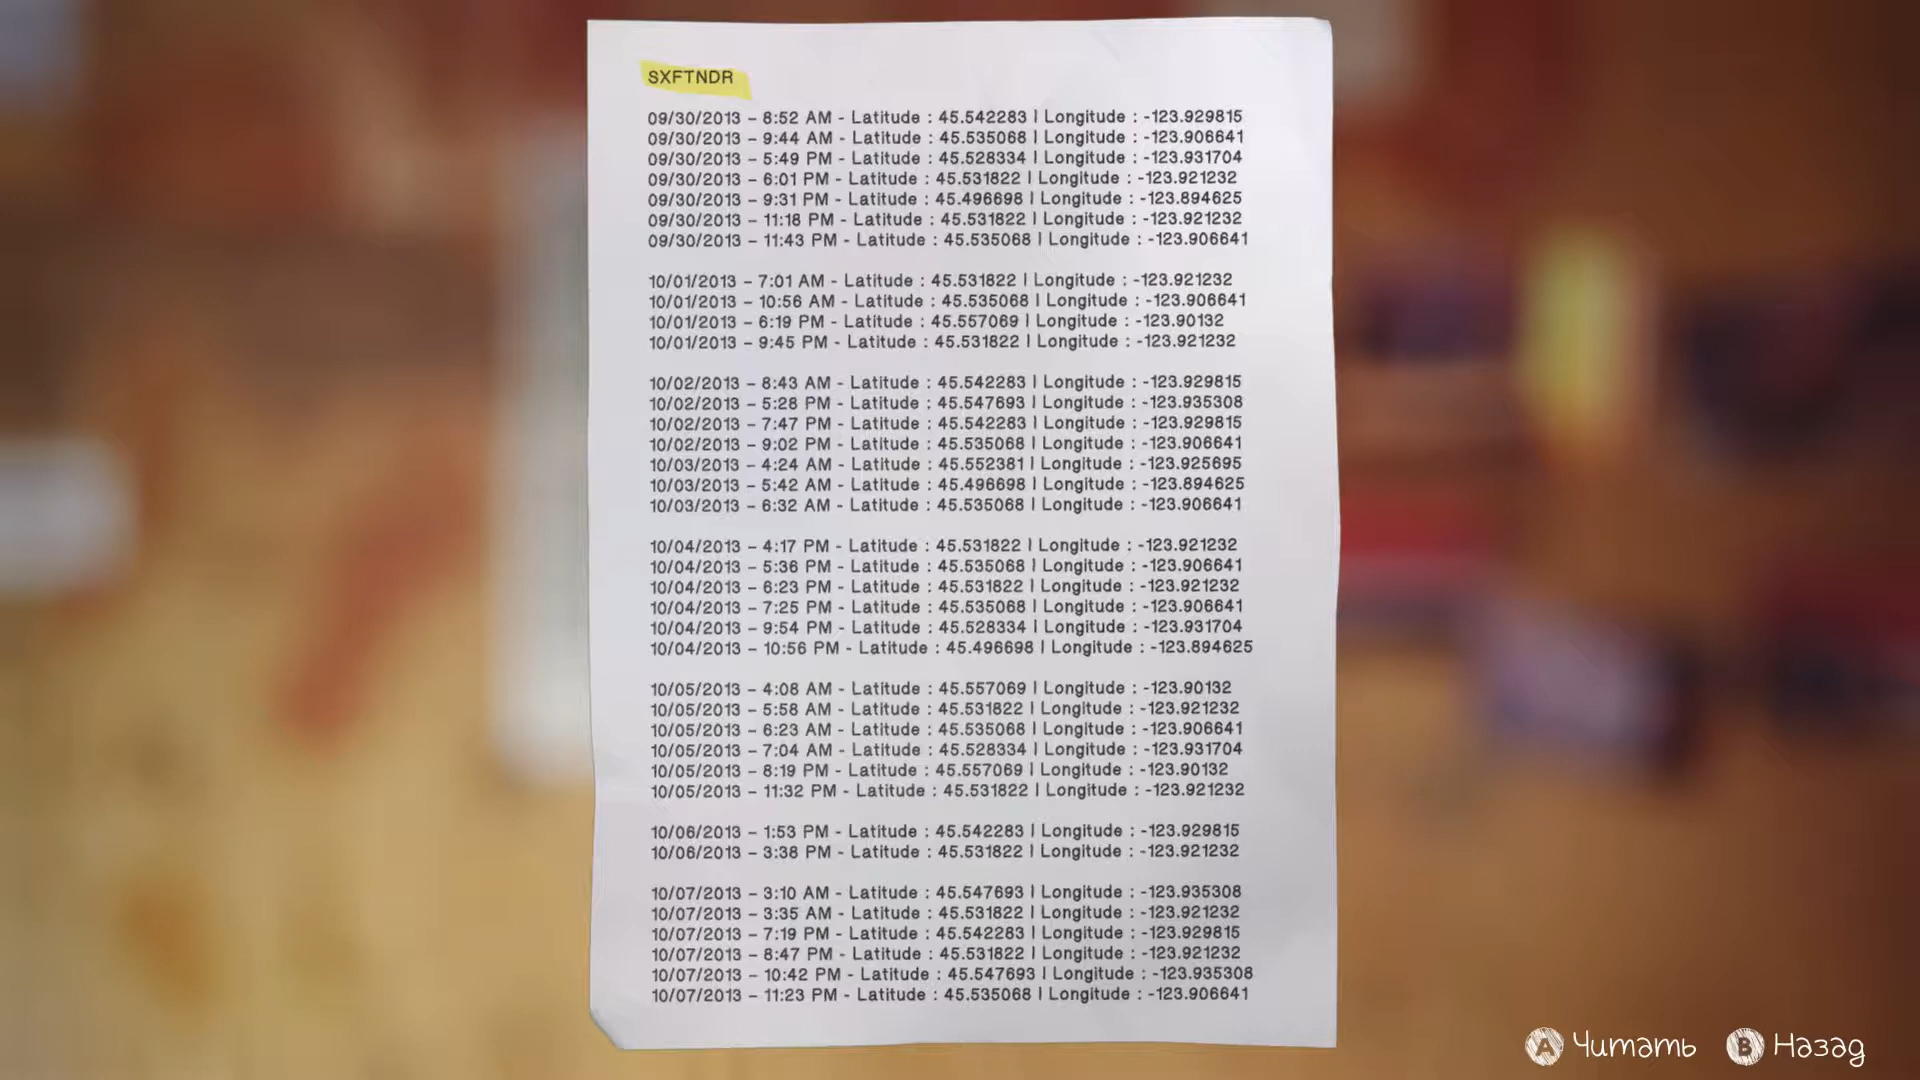 SXFTNDR
09/30/2013 – 8:52 AM - Latitude : 45.542283 | Longitude : -123.929815
09/30/2013 – 9:44 AM - Latitude : 45.535068 | Longitude : -123.906641
09/30/2013 – 5:49 PM - Latitude : 45.528334 | Longitude : -123.931704
09/30/2013 – 6:01 PM - Latitude : 45.531822 | Longitude : -123.921232
09/30/2013 – 9:31 PM - Latitude : 45.496698 | Longitude : -123.894625
09/30/2013 – 11:18 PM - Latitude : 45.531822 | Longitude : -123.921232
09/30/2013 – 11:43 PM - Latitude : 45.535068 | Longitude : -123.906641
10/01/2013 – 7:01 AM - Latitude : 45.531822 | Longitude : -123.921232
10/01/2013 – 10:56 AM - Latitude : 45.535068 | Longitude : -123.906641
10/01/2013 – 6:19 PM - Latitude : 45.557069 | Longitude : -123.90132
10/01/2013 – 9:45 PM - Latitude : 45.531822 | Longitude : -123.921232
10/02/2013 – 8:43 AM - Latitude : 45.542283 | Longitude : -123.929815
10/02/2013 – 5:28 PM - Latitude : 45.547693 | Longitude : -123.935308
10/02/2013 – 7:47 PM - Latitude : 45.542283 | Longitude : -123.929815
10/02/2013 – 9:02 PM - Latitude : 45.535068 | Longitude : -123.906641
10/03/2013 – 4:24 AM - Latitude : 45.552381 | Longitude : -123.925695
10/03/2013 – 5:42 AM - Latitude : 45.496698 | Longitude : -123.894625
10/03/2013 – 6:32 AM - Latitude : 45.535068 | Longitude : -123.906641
10/04/2013 – 4:17 PM - Latitude : 45.531822 | Longitude : -123.921232
10/04/2013 – 5:36 PM - Latitude : 45.535068 | Longitude : -123.906641
10/04/2013 – 6:23 PM - Latitude : 45.531822 | Longitude : -123.921232
10/04/2013 – 7:25 PM - Latitude : 45.535068 | Longitude : -123.906641
10/04/2013 – 9:54 PM - Latitude : 45.528334 | Longitude : -123.931704
10/04/2013 – 10:56 PM - Latitude : 45.496698 | Longitude : -123.894625
10/05/2013 – 4:08 AM - Latitude : 45.557069 | Longitude : -123.90132
10/05/2013 – 5:58 AM - Latitude : 45.531822 | Longitude : -123.921232
10/05/2013 – 6:23 AM - Latitude : 45.535068 | Longitude : -123.906641
10/05/2013 – 7:04 AM - Latitude : 45.528334 | Longitude : -123.931704
10/05/2013 – 8:19 PM - Latitude : 45.557069 | Longitude : -123.90132
10/05/2013 – 11:32 PM - Latitude : 45.531822 | Longitude : -123.921232
10/06/2013 – 1:53 PM - Latitude : 45.542283 | Longitude : -123.929815
10/06/2013 – 3:38 PM - Latitude : 45.531822 | Longitude : -123.921232
10/07/2013 – 3:10 AM - Latitude : 45.547693 | Longitude : -123.935308
10/07/2013 – 3:35 AM - Latitude : 45.531822 | Longitude : -123.921232
10/07/2013 – 7:19 PM - Latitude : 45.542283 | Longitude : -123.929815
10/07/2013 – 8:47 PM - Latitude : 45.531822 | Longitude : -123.921232
10/07/2013 – 10:42 PM - Latitude : 45.547693 | Longitude : -123.935308
10/07/2013 – 11:23 PM - Latitude : 45.535068 | Longitude : -123.906641
A Читать B Назад